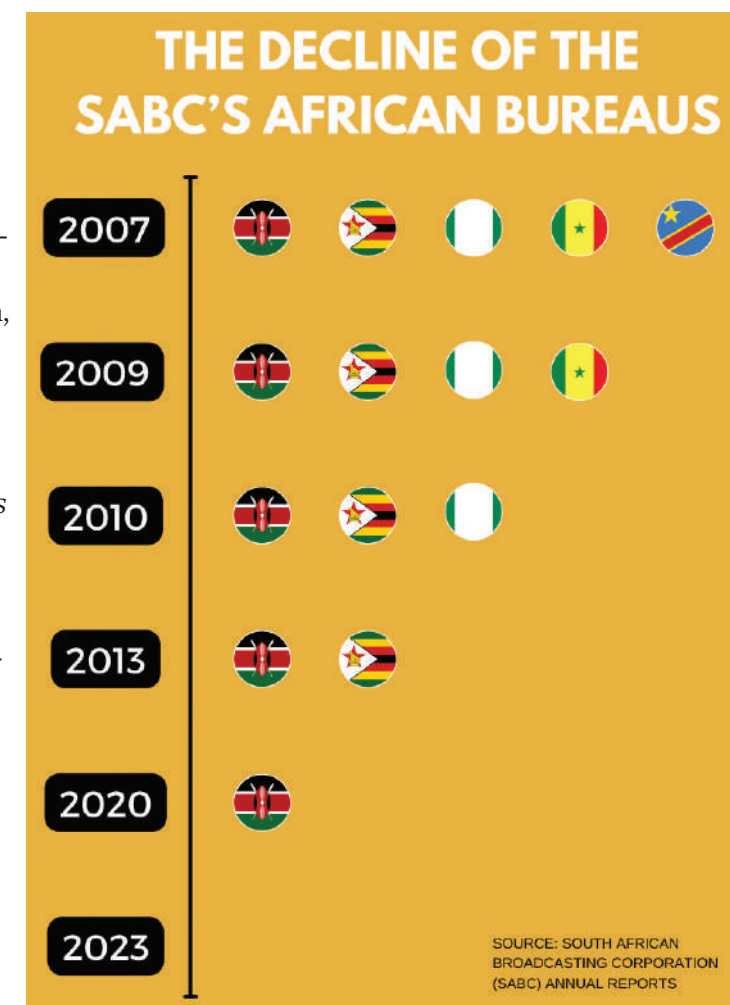 THE DECLINE OF THE
SABC'S AFRICAN BUREAUS
2007
2009
2010
2013
2020
2023
SOURCE: SOUTH AFRICAN
BROADCASTING CORPORATION
(SABC) ANNUAL REPORTS